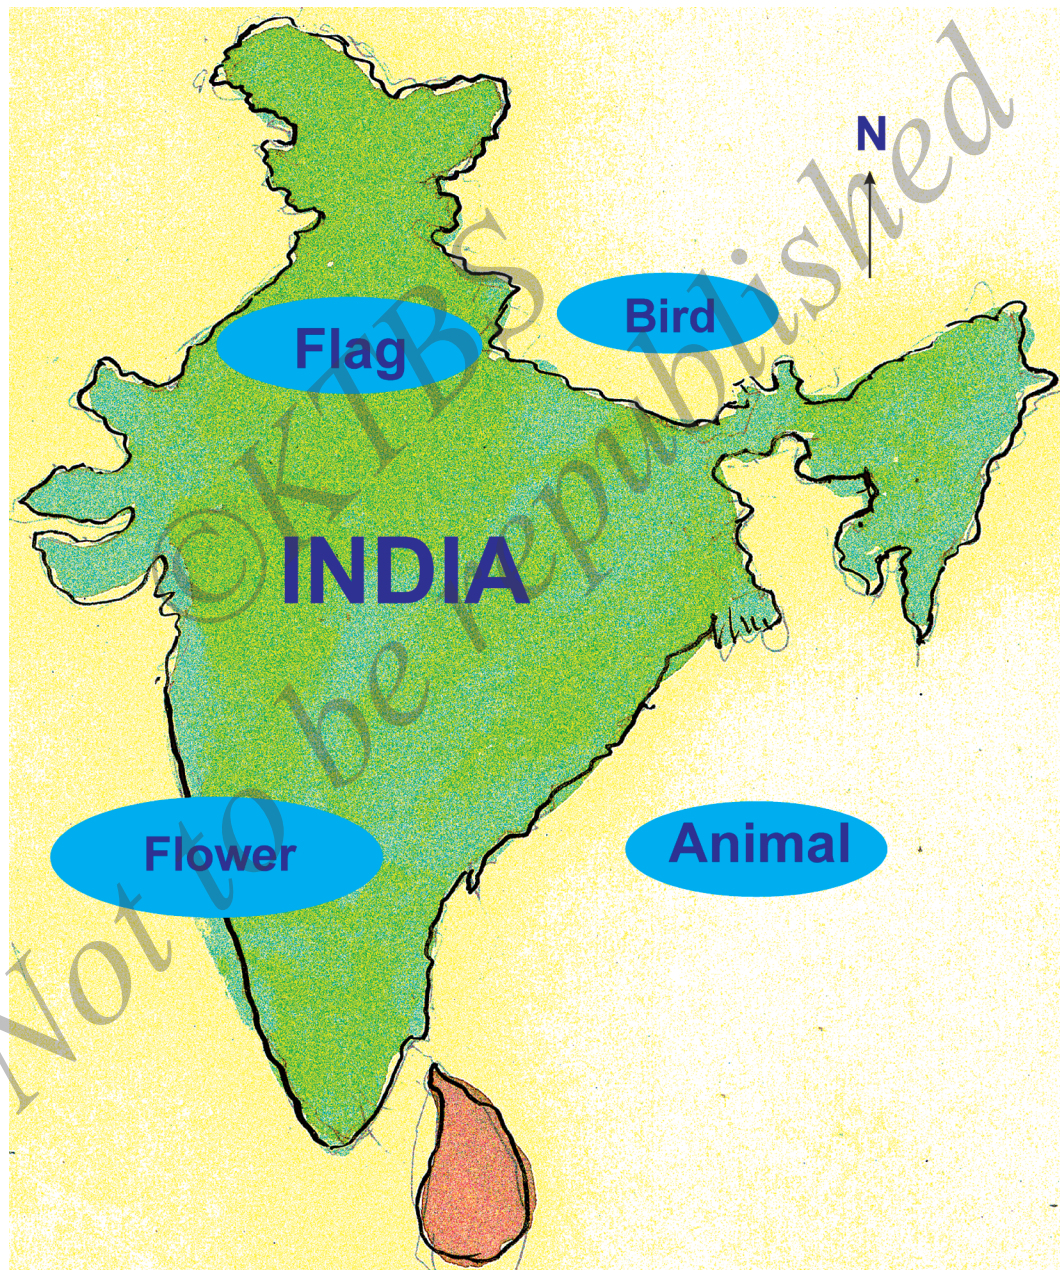 N
Bird
Flag
INDIA
Flower
Animal
©KTBS
Not to be republished